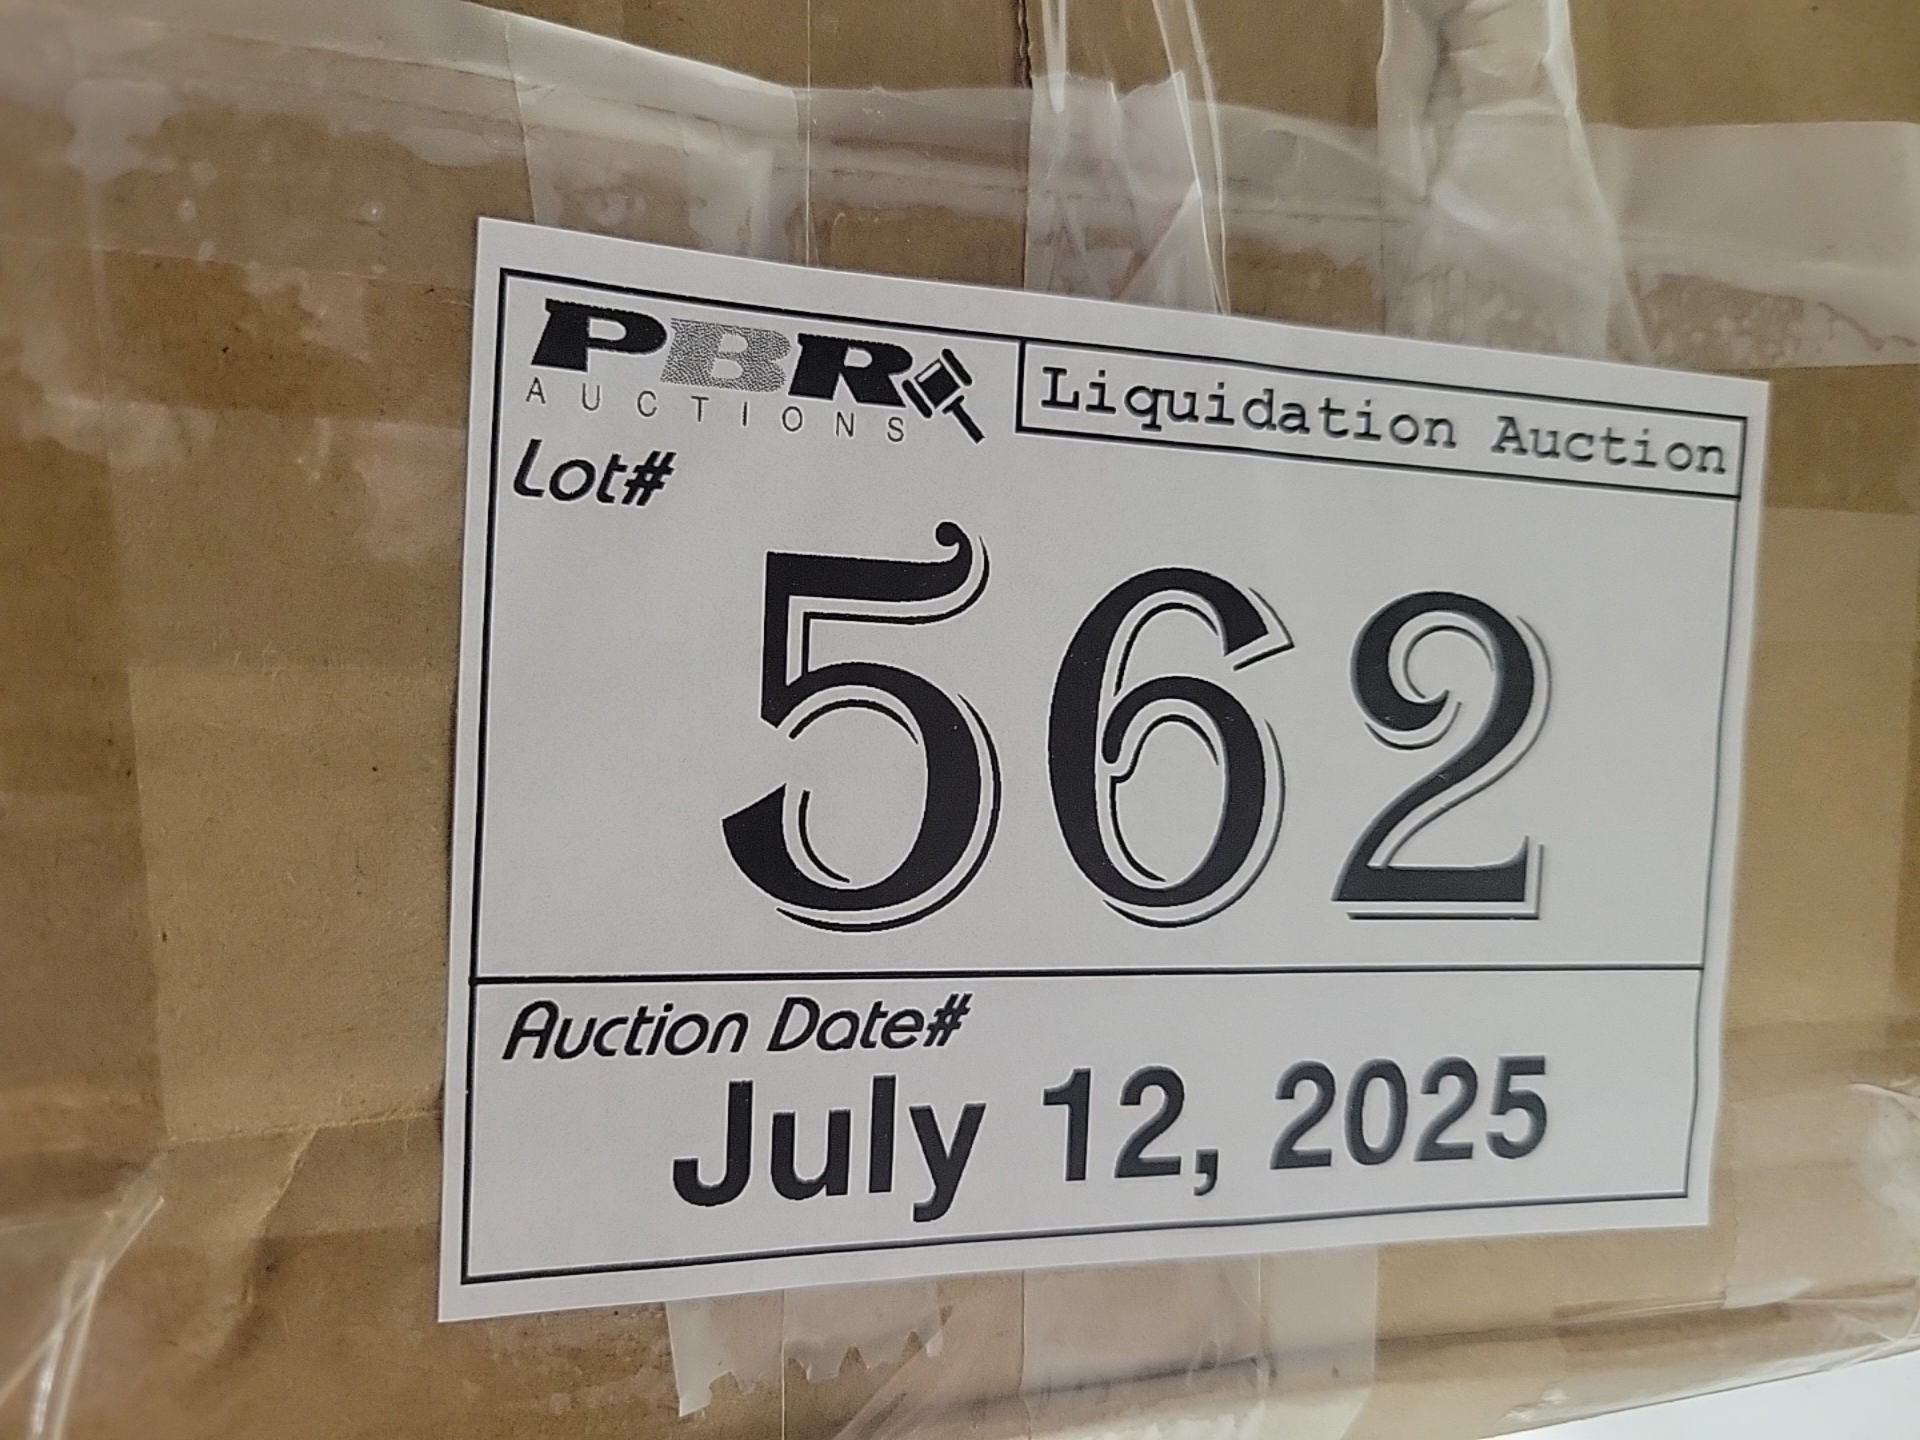 PBR
AUCTIONS
Liquidation Auction
Lot#
562
Auction Date#
July 12, 2025